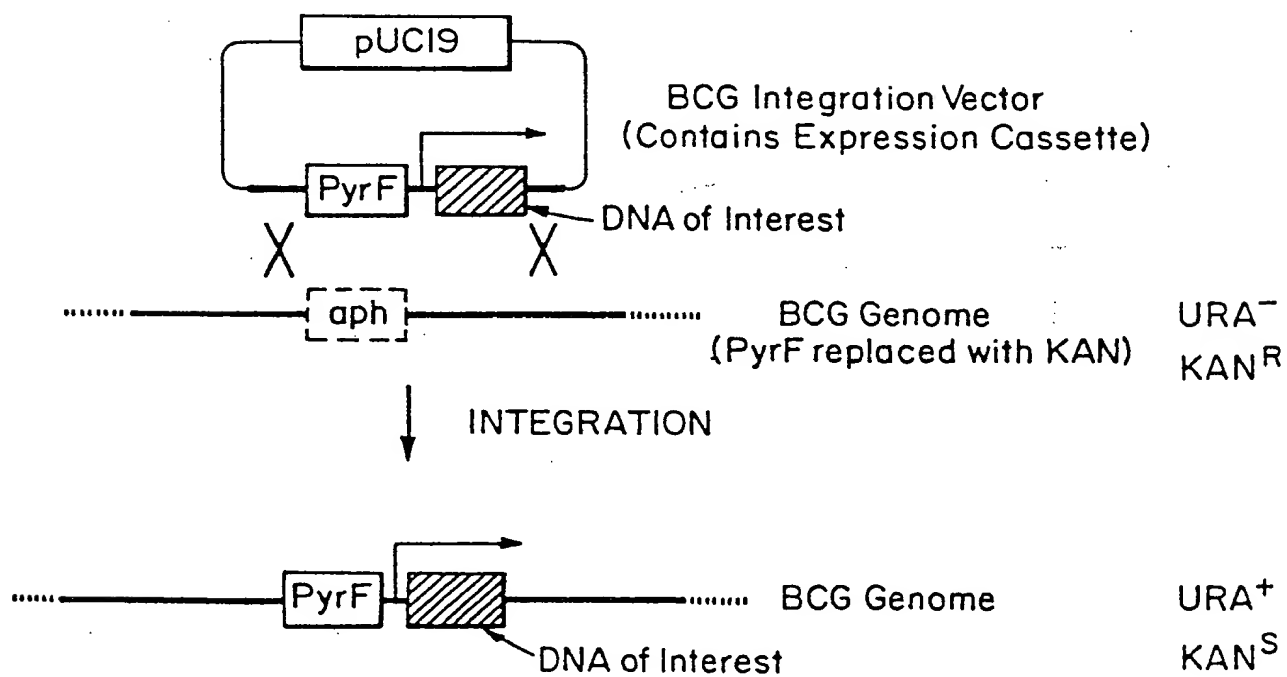 pUC19
BCG Integration Vector
(Contains Expression Cassette)
PyrF
DNA of Interest
aph
BCG Genome
(PyrF replaced with KAN)
URA⁻
KANᴿ
INTEGRATION
PyrF
BCG Genome
URA⁺
DNA of Interest
KANˢ